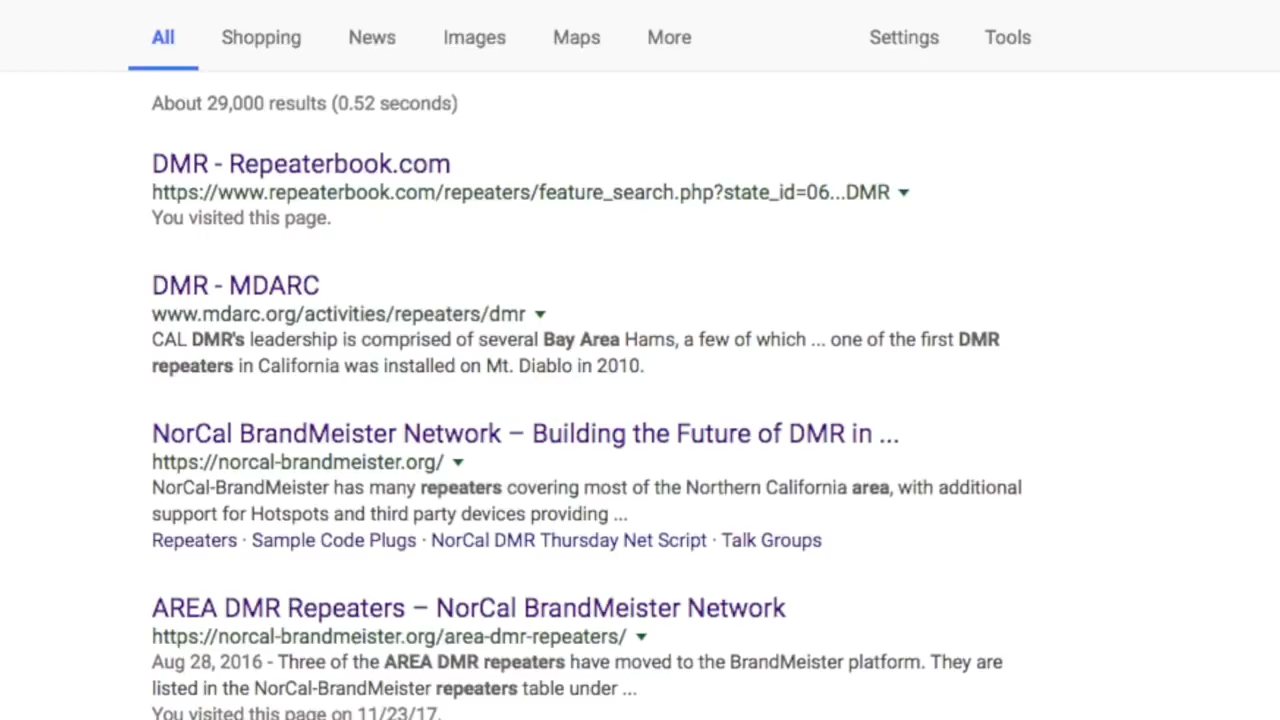 All Shopping News Images Maps More Settings Tools
About 29,000 results (0.52 seconds)
DMR - Repeaterbook.com
https://www.repeaterbook.com/repeaters/feature_search.php?state_id=06...DMR
You visited this page.
DMR - MDARC
www.mdarc.org/activities/repeaters/dmr
CAL DMR's leadership is comprised of several Bay Area Hams, a few of which ... one of the first DMR
repeaters in California was installed on Mt. Diablo in 2010.
NorCal BrandMeister Network – Building the Future of DMR in ...
https://norcal-brandmeister.org/
NorCal-BrandMeister has many repeaters covering most of the Northern California area, with additional
support for Hotspots and third party devices providing ...
Repeaters · Sample Code Plugs · NorCal DMR Thursday Net Script · Talk Groups
AREA DMR Repeaters – NorCal BrandMeister Network
https://norcal-brandmeister.org/area-dmr-repeaters/
Aug 28, 2016 - Three of the AREA DMR repeaters have moved to the BrandMeister platform. They are
listed in the NorCal-BrandMeister repeaters table under ...
You visited this page on 11/23/17.